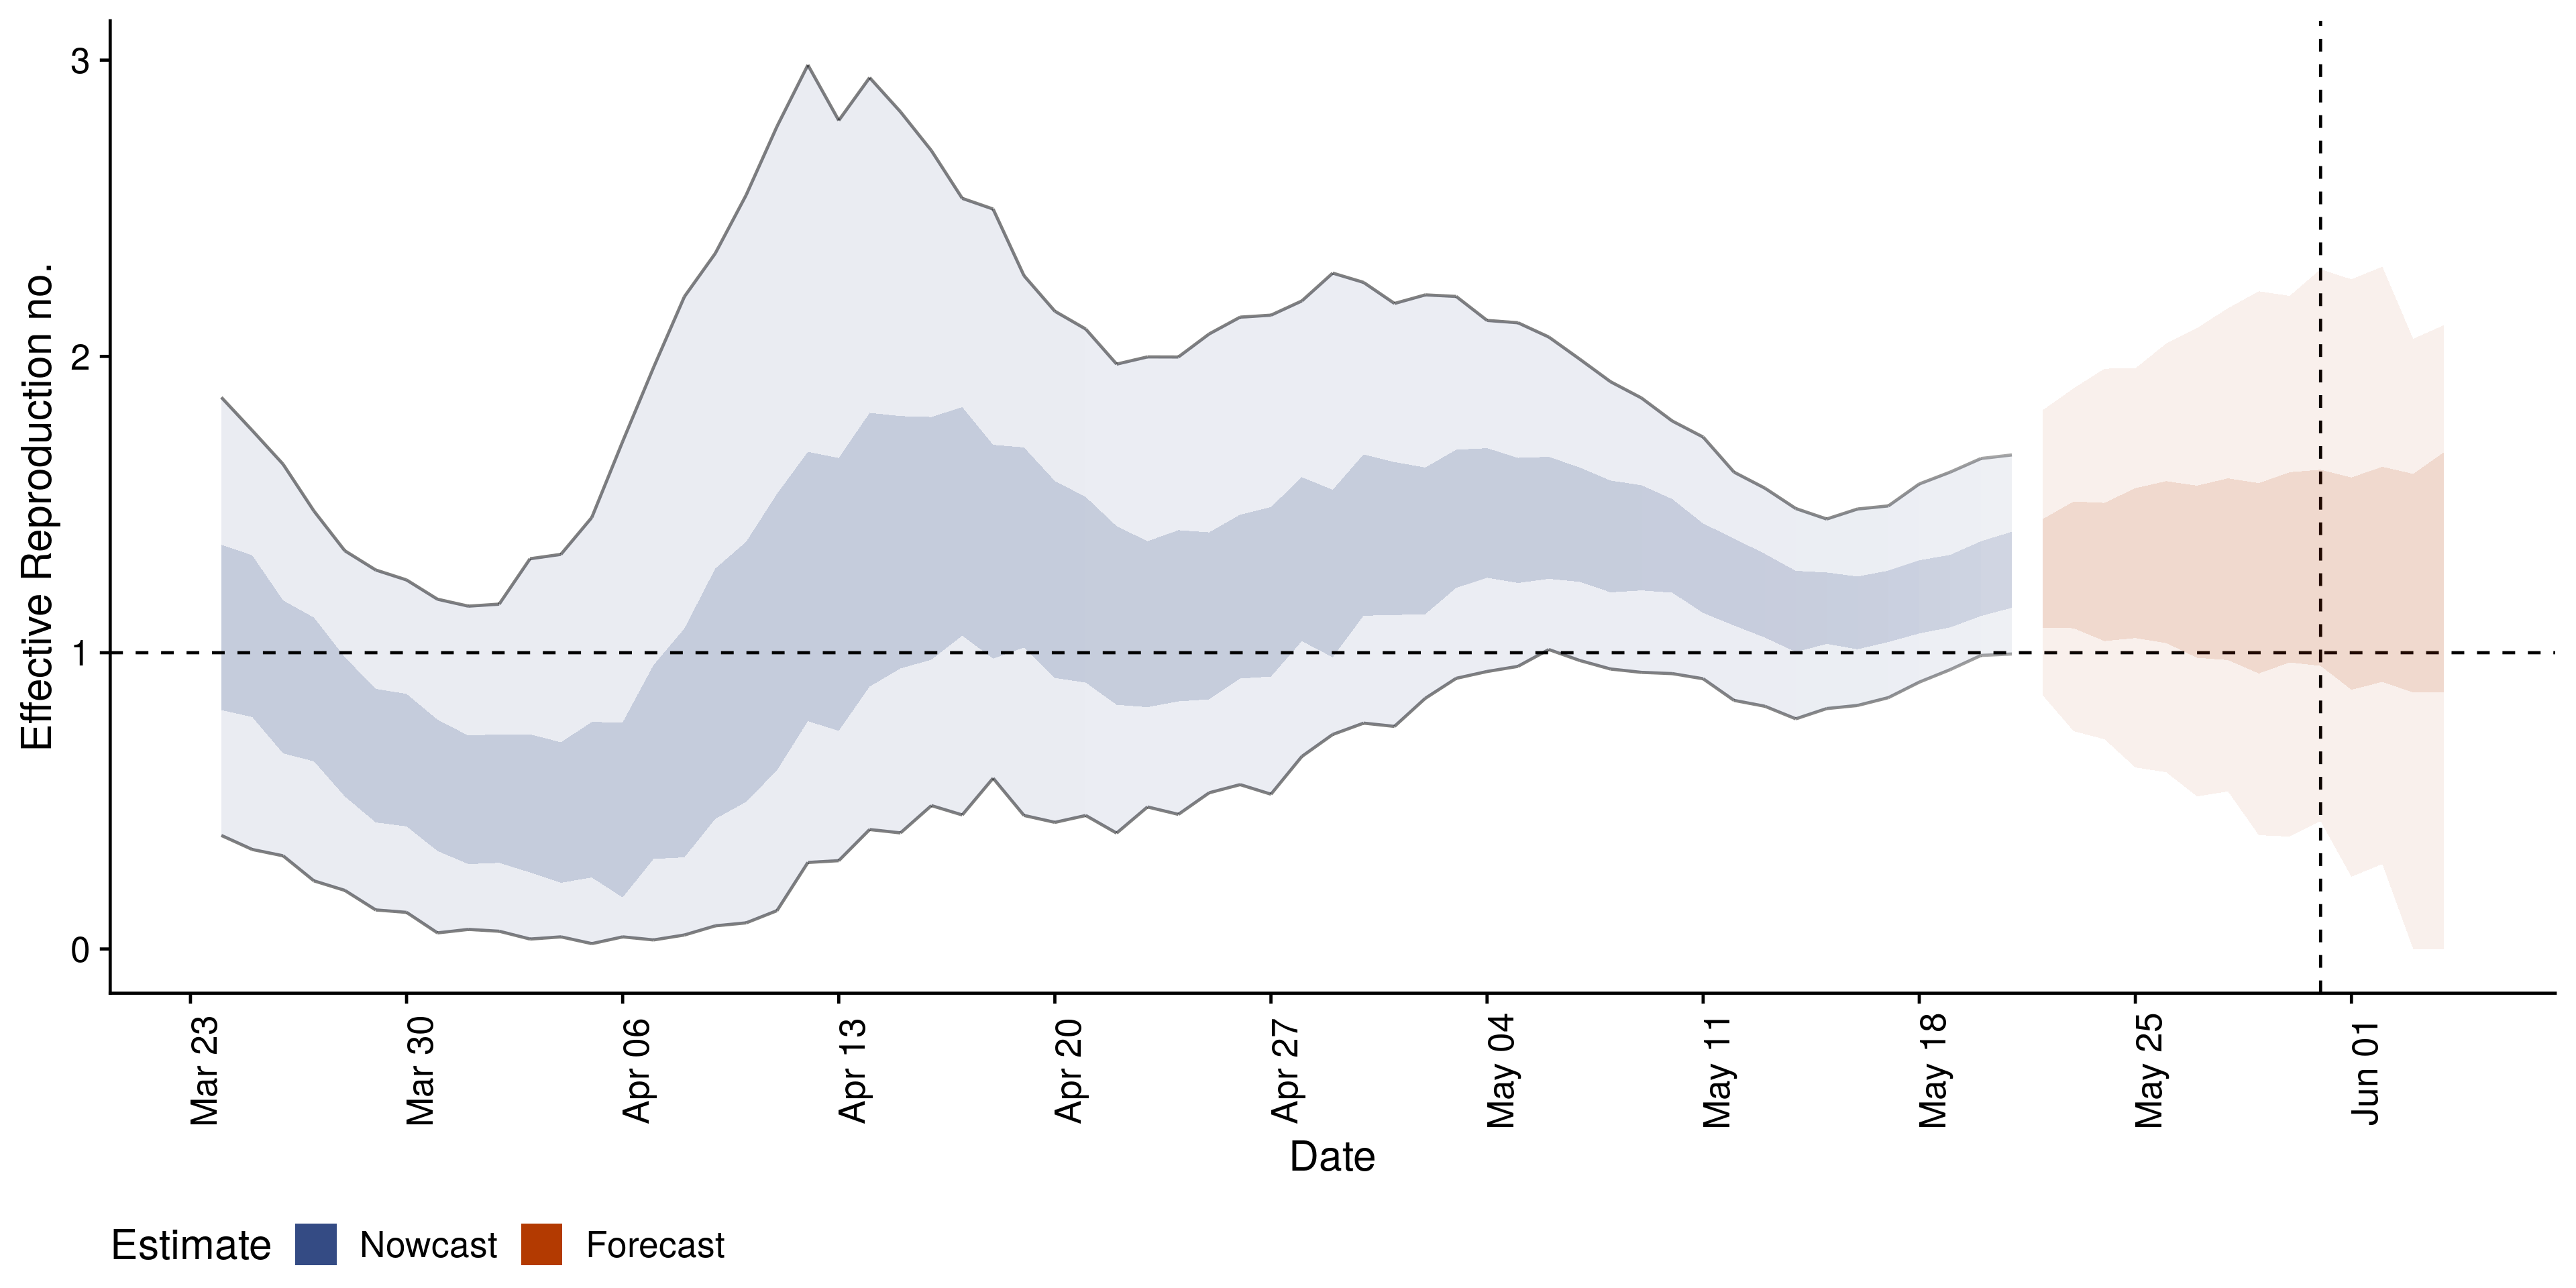 Effective Reproduction no.
3
2
1
0
Mar 23
Mar 30
Apr 06
Apr 13
Apr 20
Apr 27
May 04
May 11
May 18
May 25
Jun 01
Date
Estimate Nowcast Forecast